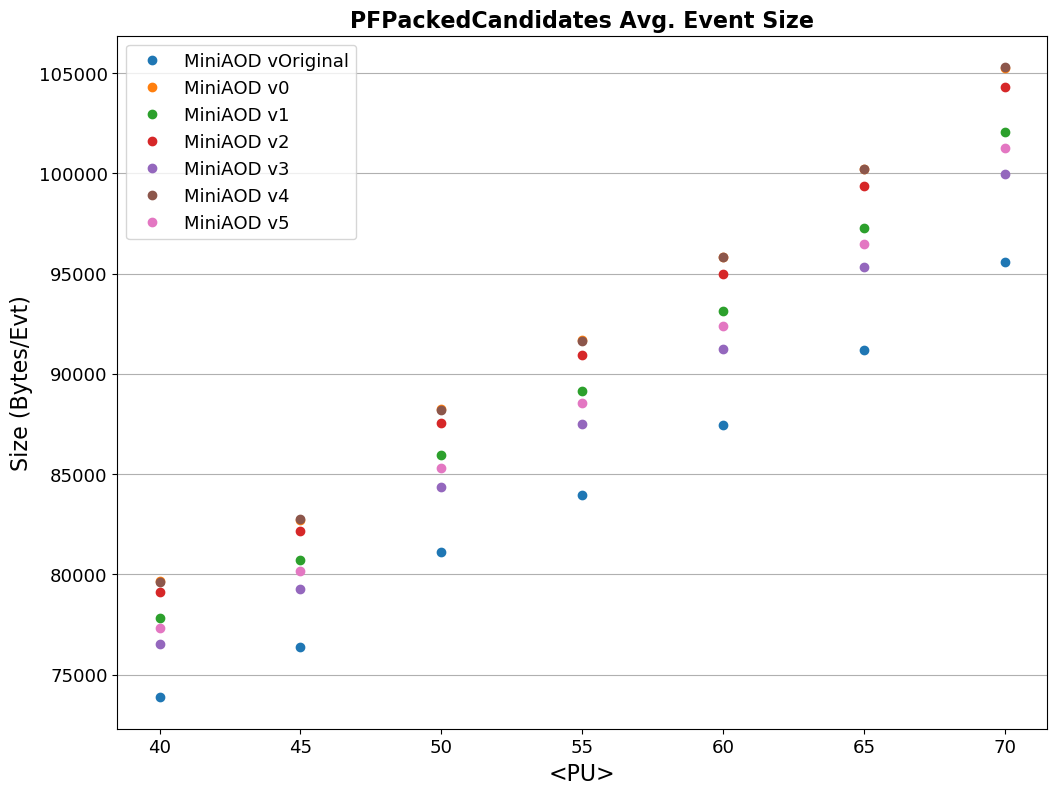 PFPackedCandidates Avg. Event Size
MiniAOD vOriginal
MiniAOD v0
MiniAOD v1
MiniAOD v2
MiniAOD v3
MiniAOD v4
MiniAOD v5
Size (Bytes/Evt)
105000
100000
95000
90000
85000
80000
75000
40 45 50 55 60 65 70
<PU>